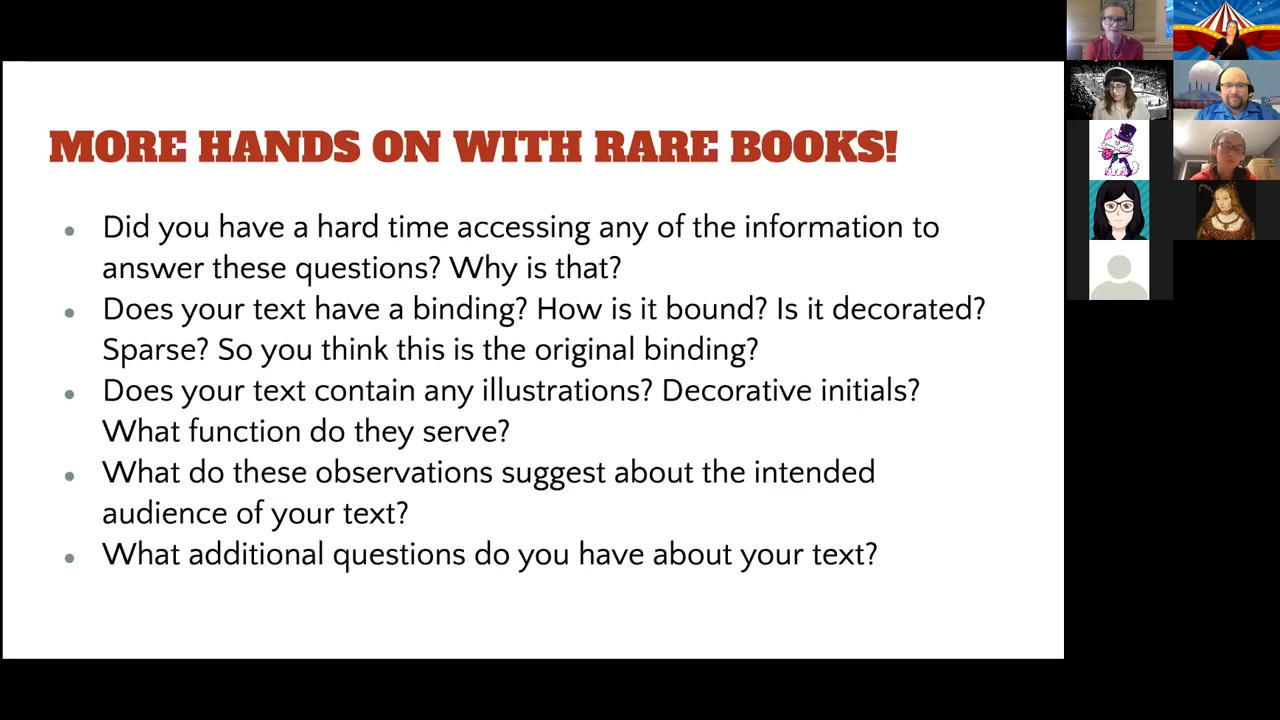 MORE HANDS ON WITH RARE BOOKS!
Did you have a hard time accessing any of the information to
answer these questions? Why is that?
Does your text have a binding? How is it bound? Is it decorated?
Sparse? So you think this is the original binding?
Does your text contain any illustrations? Decorative initials?
What function do they serve?
What do these observations suggest about the intended
audience of your text?
What additional questions do you have about your text?